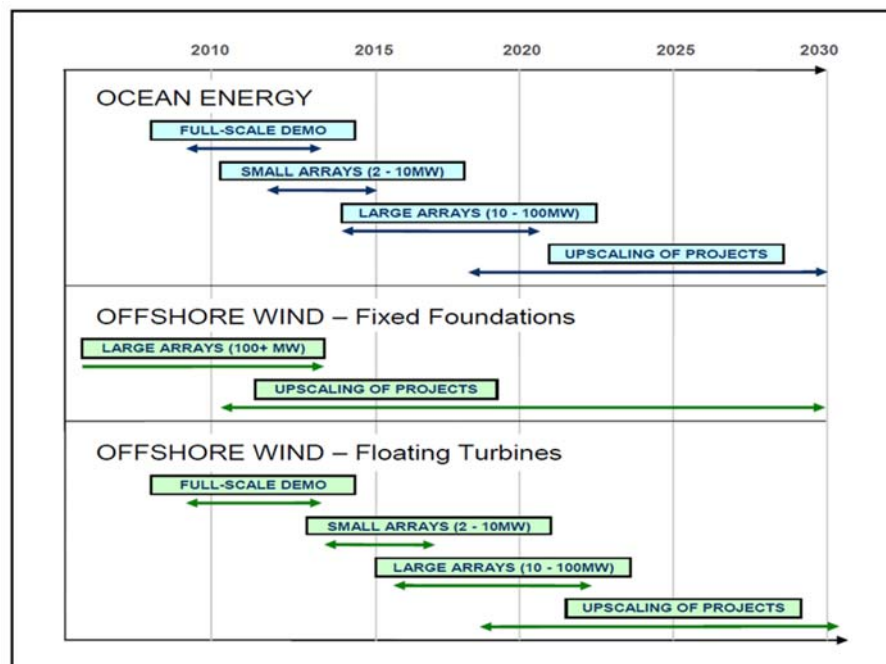 2010 2015 2020 2025 2030
OCEAN ENERGY
FULL-SCALE DEMO
SMALL ARRAYS (2 - 10MW)
LARGE ARRAYS (10 - 100MW)
UPSCALING OF PROJECTS
OFFSHORE WIND – Fixed Foundations
LARGE ARRAYS (100+ MW)
UPSCALING OF PROJECTS
OFFSHORE WIND – Floating Turbines
FULL-SCALE DEMO
SMALL ARRAYS (2 - 10MW)
LARGE ARRAYS (10 - 100MW)
UPSCALING OF PROJECTS